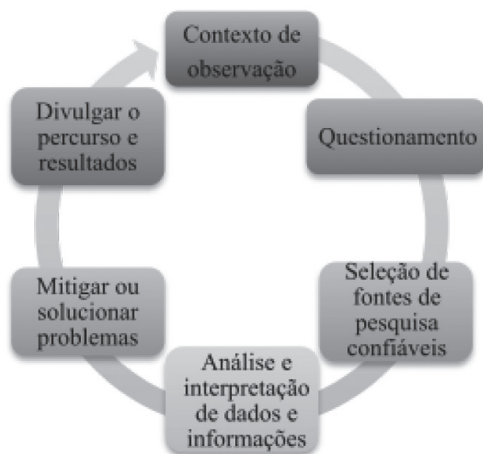 Contexto de
observação
Questionamento
Seleção de
fontes de
pesquisa
confiáveis
Análise e
interpretação
de dados e
informações
Mitigar ou
solucionar
problemas
Divulgar o
percurso e
resultados